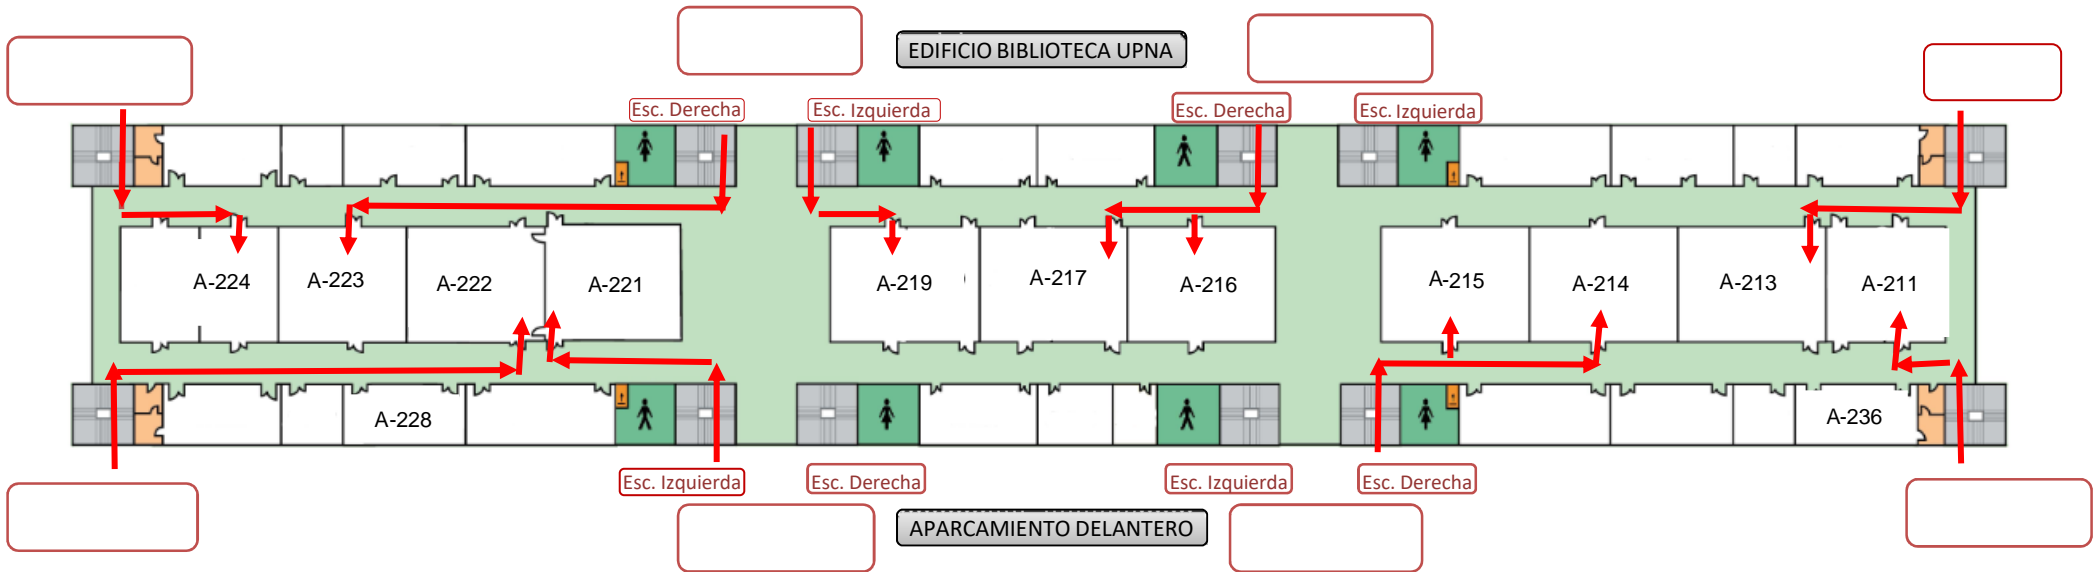 EDIFICIO BIBLIOTECA UPNA
Esc. Derecha
Esc. Izquierda
Esc. Derecha
Esc. Izquierda
A-224
A-223
A-222
A-221
A-219
A-217
A-216
A-215
A-214
A-213
A-211
A-228
A-236
Esc. Izquierda
Esc. Derecha
Esc. Izquierda
Esc. Derecha
APARCAMIENTO DELANTERO